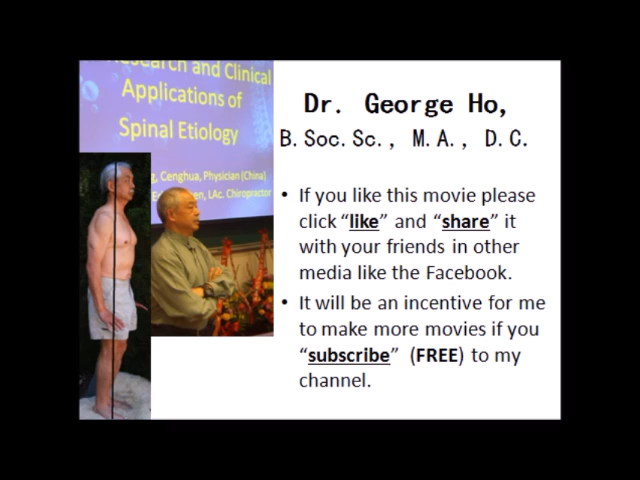 Research and Clinical
Applications of
Spinal Etiology
Cenghua, Physician (China)
LAc. Chiropractor
Dr. George Ho,
B.Soc.Sc., M.A., D.C.
• If you like this movie please
click “like” and “share” it
with your friends in other
media like the Facebook.
• It will be an incentive for me
to make more movies if you
“subscribe” (FREE) to my
channel.